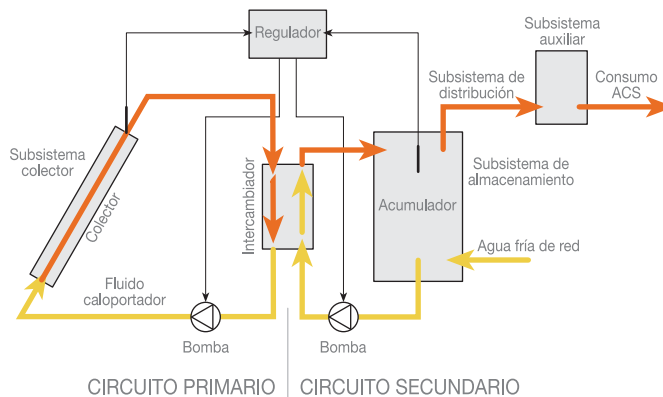 Regulador
Subsistema
auxiliar
Subsistema de
distribución
Consumo
ACS
Subsistema
colector
Colector
Intercambiador
Acumulador
Subsistema de
almacenamiento
Agua fría de red
Fluido
caloportador
Bomba
Bomba
CIRCUITO PRIMARIO
CIRCUITO SECUNDARIO